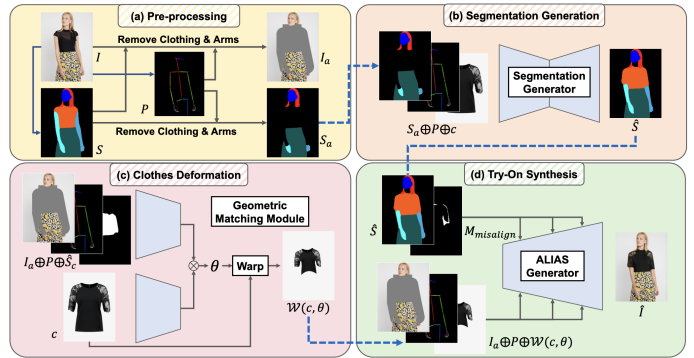 (a) Pre-processing
Remove Clothing & Arms
I
I_a
P
Remove Clothing & Arms
S
S_a
(b) Segmentation Generation
Segmentation
Generator
S_a⊕P⊕c
Ŝ
(c) Clothes Deformation
Geometric
Matching Module
I_a⊕P⊕Ŝ_c
θ
Warp
c
𝒲(c, θ)
(d) Try-On Synthesis
Ŝ
M_misalign
ALIAS
Generator
Î
I_a⊕P⊕𝒲(c, θ)